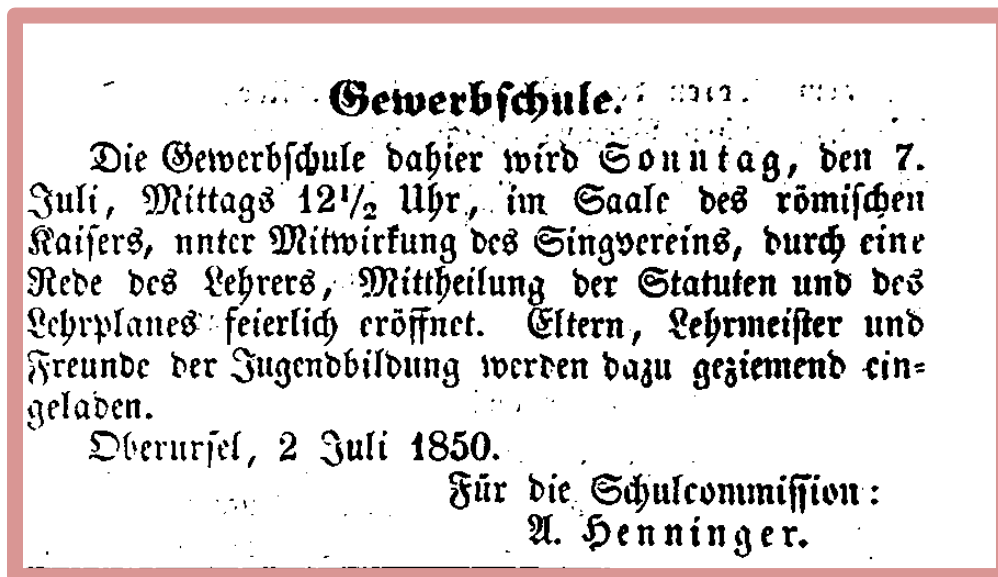 Gewerbschule.
Die Gewerbschule dahier wird Sonntag, den 7.
Juli, Mittags 12½ Uhr, im Saale des römischen
Kaisers, unter Mitwirkung des Singvereins, durch eine
Rede des Lehrers, Mittheilung der Statuten und des
Lehrplanes feierlich eröffnet. Eltern, Lehrmeister und
Freunde der Jugendbildung werden dazu geziemend ein-
geladen.
Oberursel, 2 Juli 1850.
Für die Schulcommission:
A. Henninger.